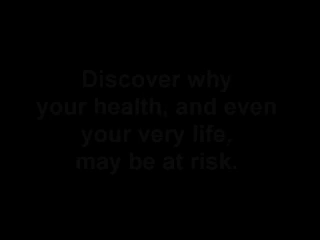 Discover why
your health, and even
your very life,
may be at risk.